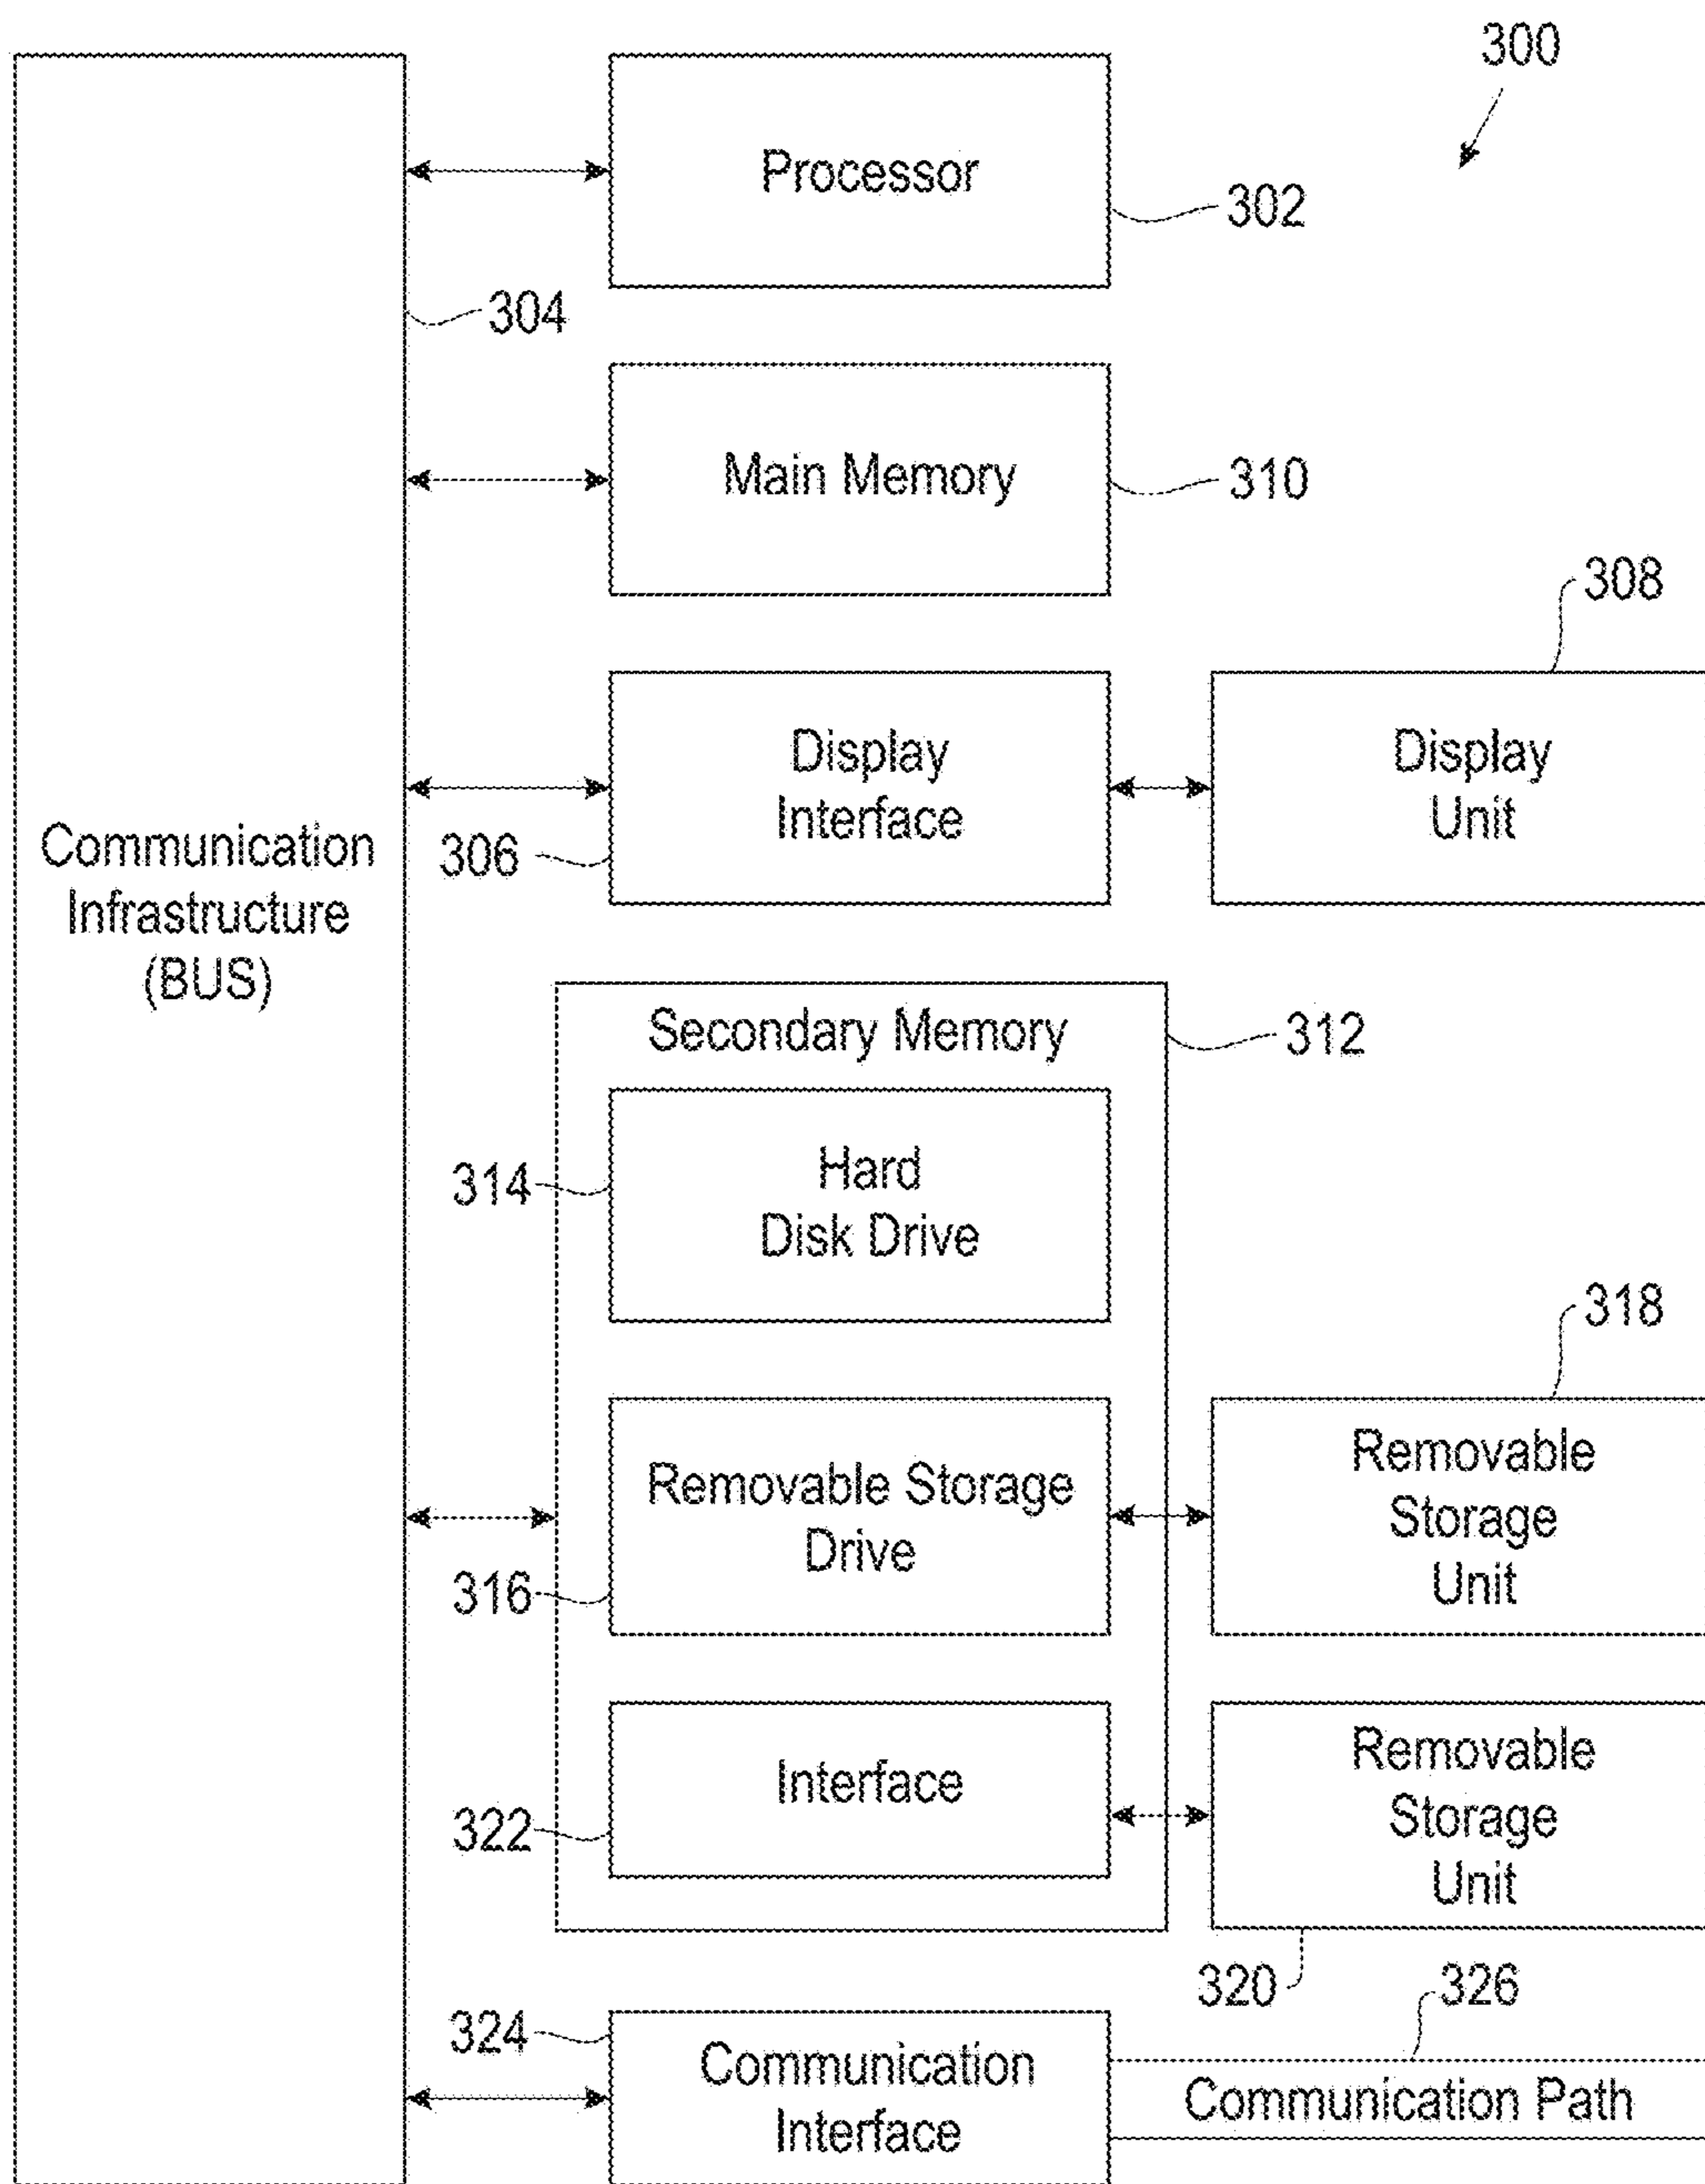 300
Processor
302
304
Main Memory
310
308
Display
Interface
306
Display
Unit
Communication
Infrastructure
(BUS)
Secondary Memory
312
Hard
Disk Drive
314
318
Removable Storage
Drive
316
Removable
Storage
Unit
Interface
322
Removable
Storage
Unit
320
326
324
Communication
Interface
Communication Path